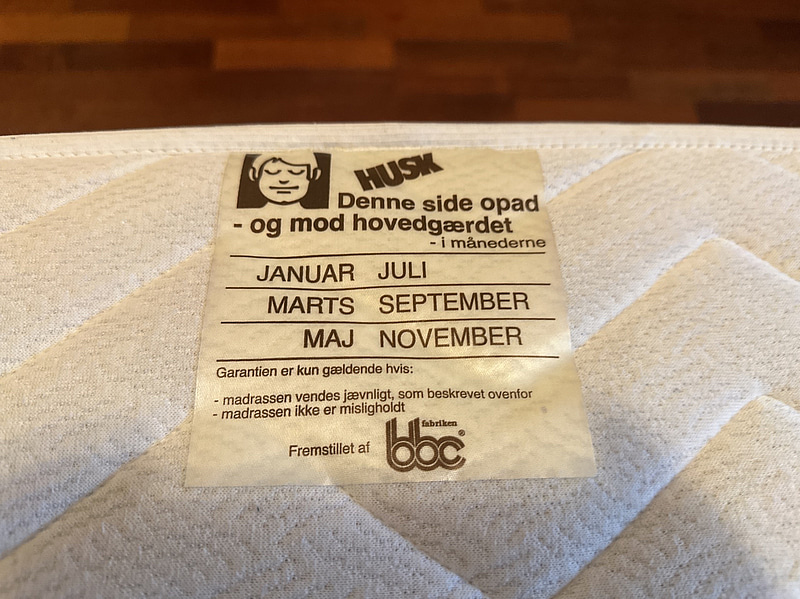 HUSK
Denne side opad
- og mod hovedgærdet
- i månederne
JANUAR JULI
MARTS SEPTEMBER
MAJ NOVEMBER
Garantien er kun gældende hvis:
- madrassen vendes jævnligt, som beskrevet ovenfor
- madrassen ikke er misligholdt
fabriken
Fremstillet af bbc®